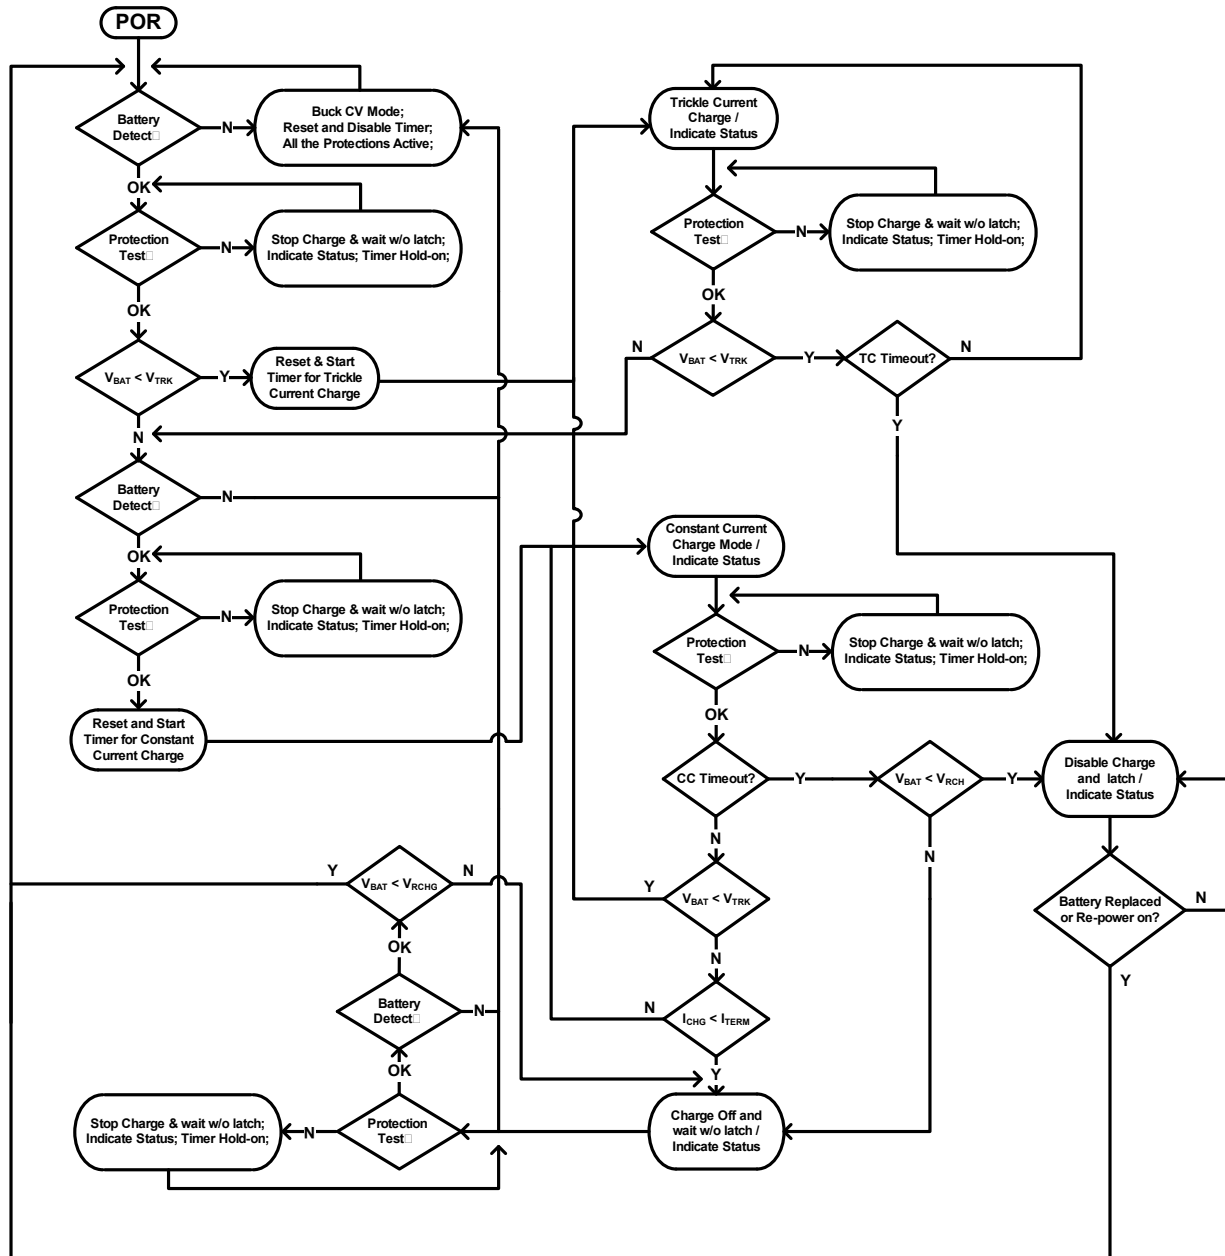 POR
Battery
Detect□
N
Buck CV Mode;
Reset and Disable Timer;
All the Protections Active;
OK
Protection
Test□
N
Stop Charge & wait w/o latch;
Indicate Status; Timer Hold-on;
OK
VBAT < VTRK
Y
Reset & Start
Timer for Trickle
Current Charge
N
Battery
Detect□
N
OK
Protection
Test□
N
Stop Charge & wait w/o latch;
Indicate Status; Timer Hold-on;
OK
Reset and Start
Timer for Constant
Current Charge
Trickle Current
Charge /
Indicate Status
Protection
Test□
N
Stop Charge & wait w/o latch;
Indicate Status; Timer Hold-on;
OK
N
VBAT < VTRK
Y
TC Timeout?
N
Y
Constant Current
Charge Mode /
Indicate Status
Protection
Test□
N
Stop Charge & wait w/o latch;
Indicate Status; Timer Hold-on;
OK
CC Timeout?
Y
VBAT < VRCH
Y
Disable Charge
and latch /
Indicate Status
N
N
Y
VBAT < VTRK
Battery Replaced
or Re-power on?
N
Y
N
N
ICHG < ITERM
Y
Charge Off and
wait w/o latch /
Indicate Status
Y
VBAT < VRCHG
N
OK
Battery
Detect□
N
OK
Protection
Test□
N
Stop Charge & wait w/o latch;
Indicate Status; Timer Hold-on;